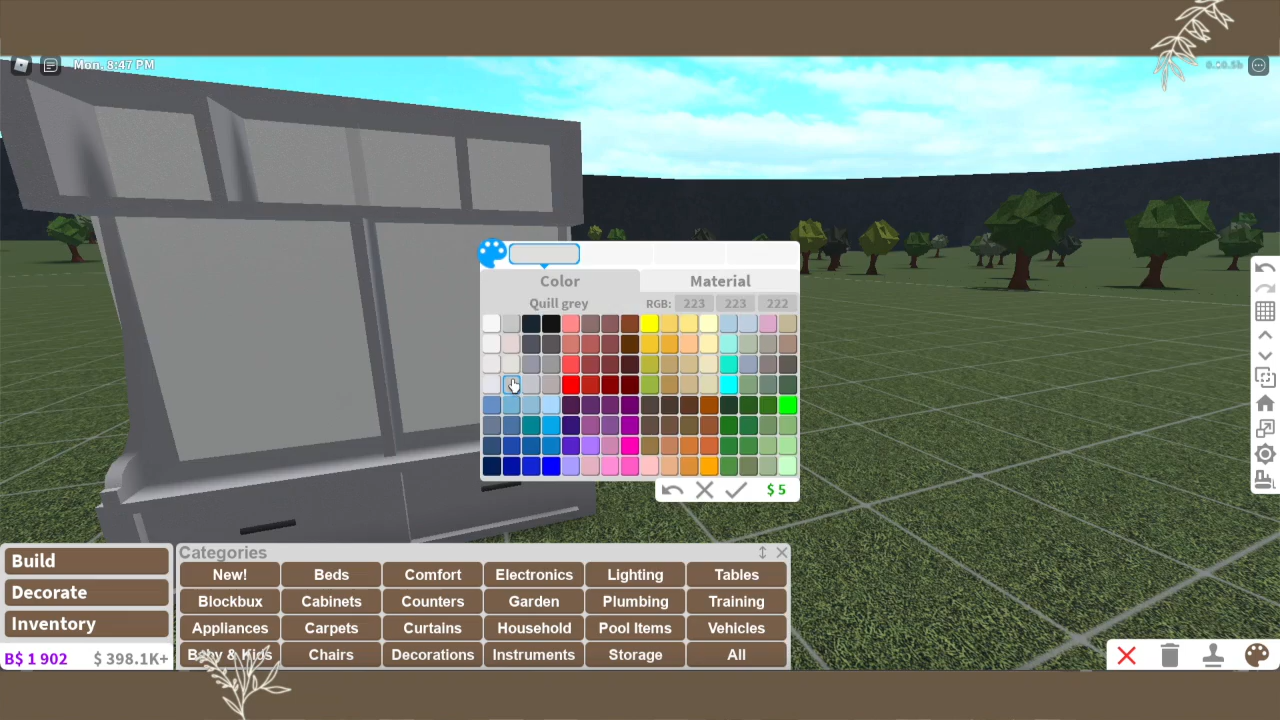 Mon. 8:47 PM
Color Material
Quill grey RGB: 223 223 222
$ 5
Build
Decorate
Inventory
B$ 1 902 $ 398.1K+
Categories
New! Beds Comfort Electronics Lighting Tables
Blockbux Cabinets Counters Garden Plumbing Training
Appliances Carpets Curtains Household Pool Items Vehicles
Baby & Kids Chairs Decorations Instruments Storage All